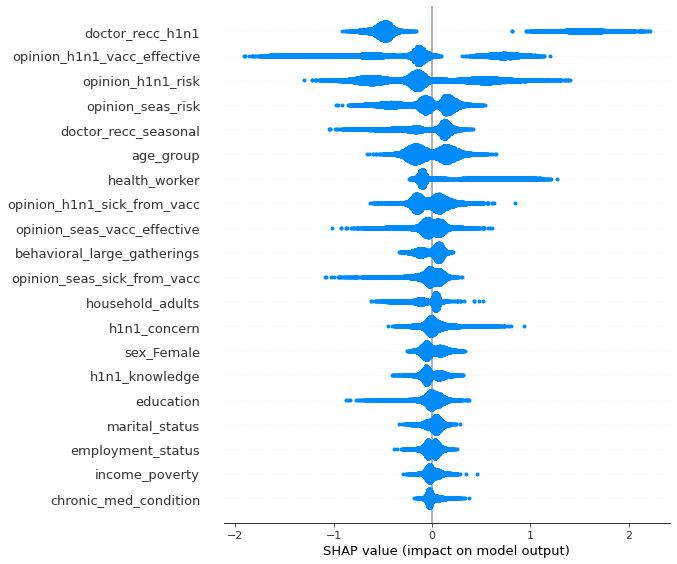 doctor_recc_h1n1
opinion_h1n1_vacc_effective
opinion_h1n1_risk
opinion_seas_risk
doctor_recc_seasonal
age_group
health_worker
opinion_h1n1_sick_from_vacc
opinion_seas_vacc_effective
behavioral_large_gatherings
opinion_seas_sick_from_vacc
household_adults
h1n1_concern
sex_Female
h1n1_knowledge
education
marital_status
employment_status
income_poverty
chronic_med_condition
−2 −1 0 1 2
SHAP value (impact on model output)